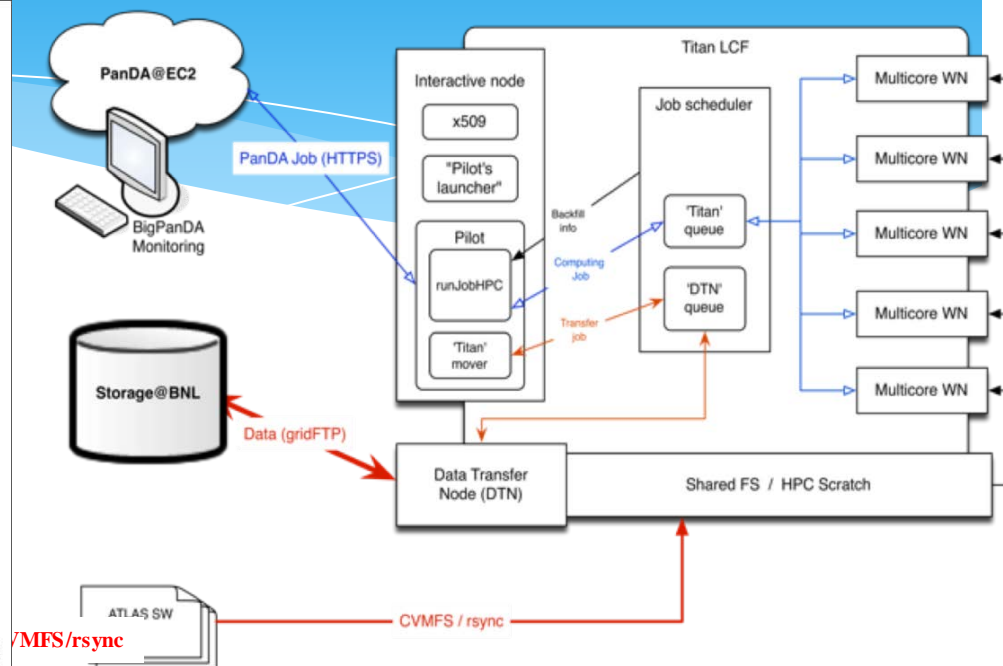 Titan LCF
PanDA@EC2
Interactive node
x509
"Pilot's
launcher"
Pilot
runJobHPC
'Titan'
mover
PanDA Job (HTTPS)
BigPanDA
Monitoring
Backfill
info
Computing
Job
Transfer
job
Job scheduler
'Titan'
queue
'DTN'
queue
Multicore WN
Multicore WN
Multicore WN
Multicore WN
Multicore WN
Storage@BNL
Data (gridFTP)
Data Transfer
Node (DTN)
Shared FS / HPC Scratch
ATLAS SW
CVMFS / rsync
VMFS/rsync